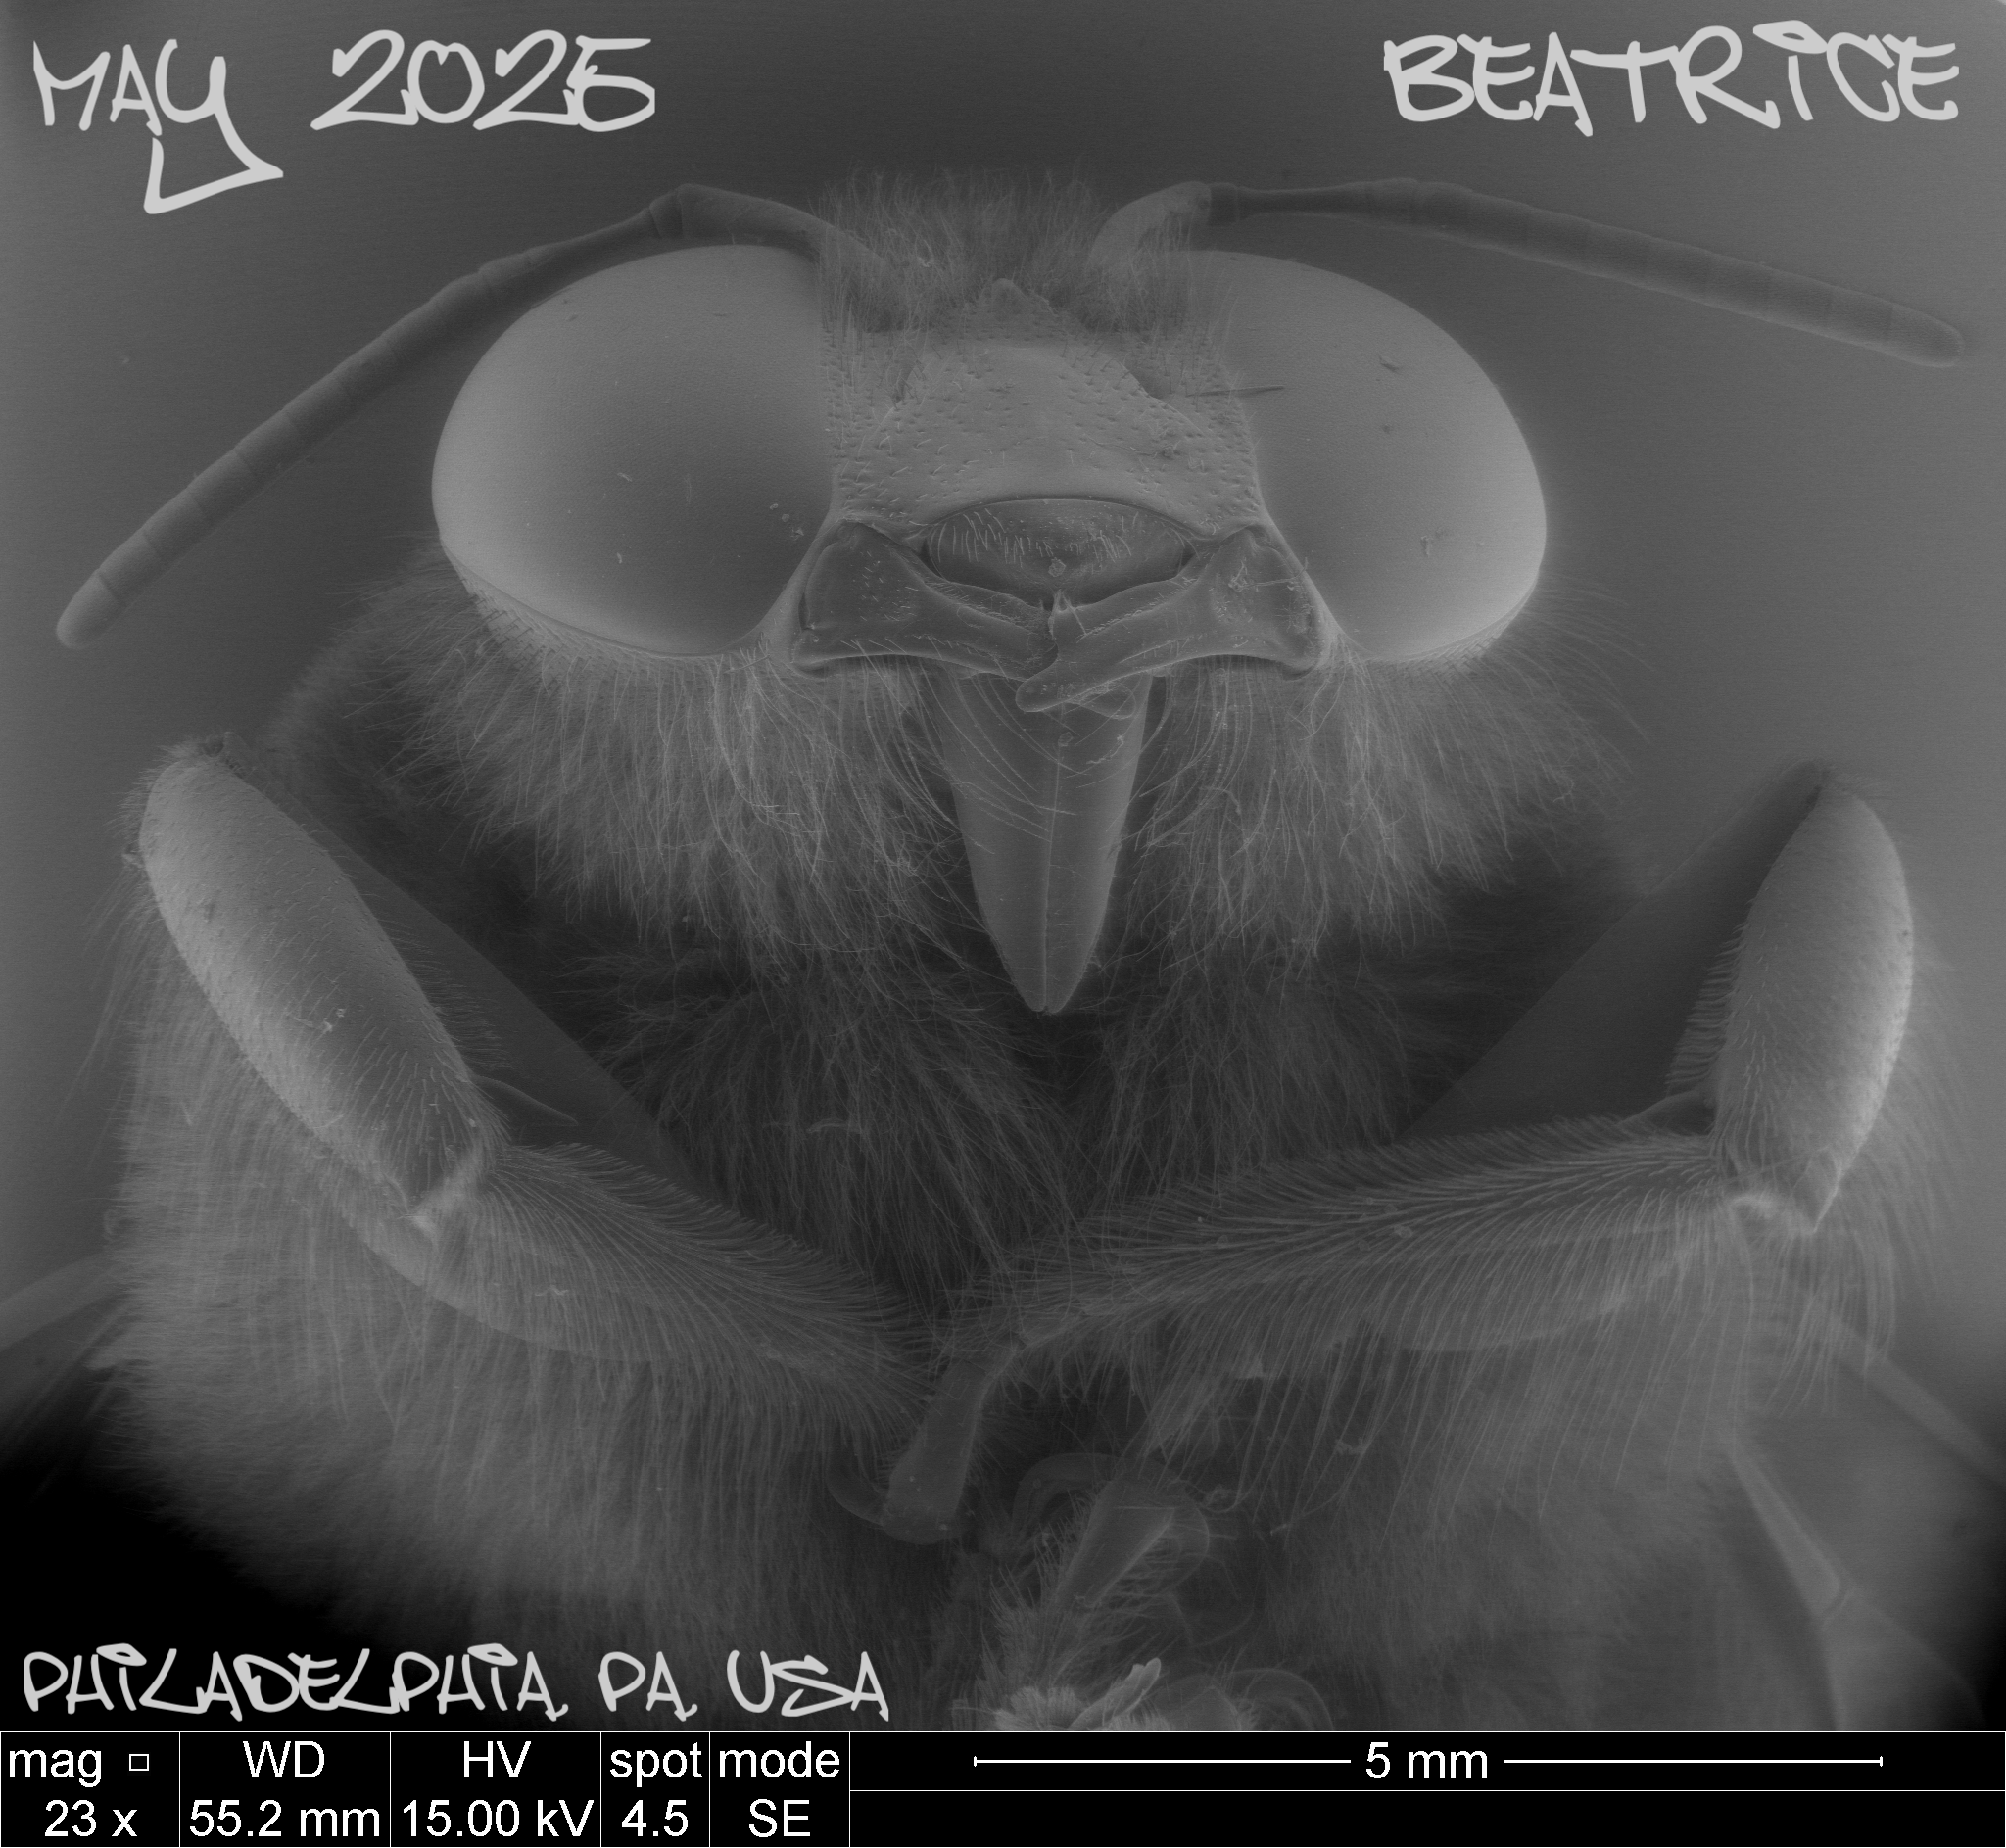 MAY 2025
BEATRICE
PHILADELPHIA, PA, USA
mag WD HV spot mode
23 x 55.2 mm 15.00 kV 4.5 SE
5 mm